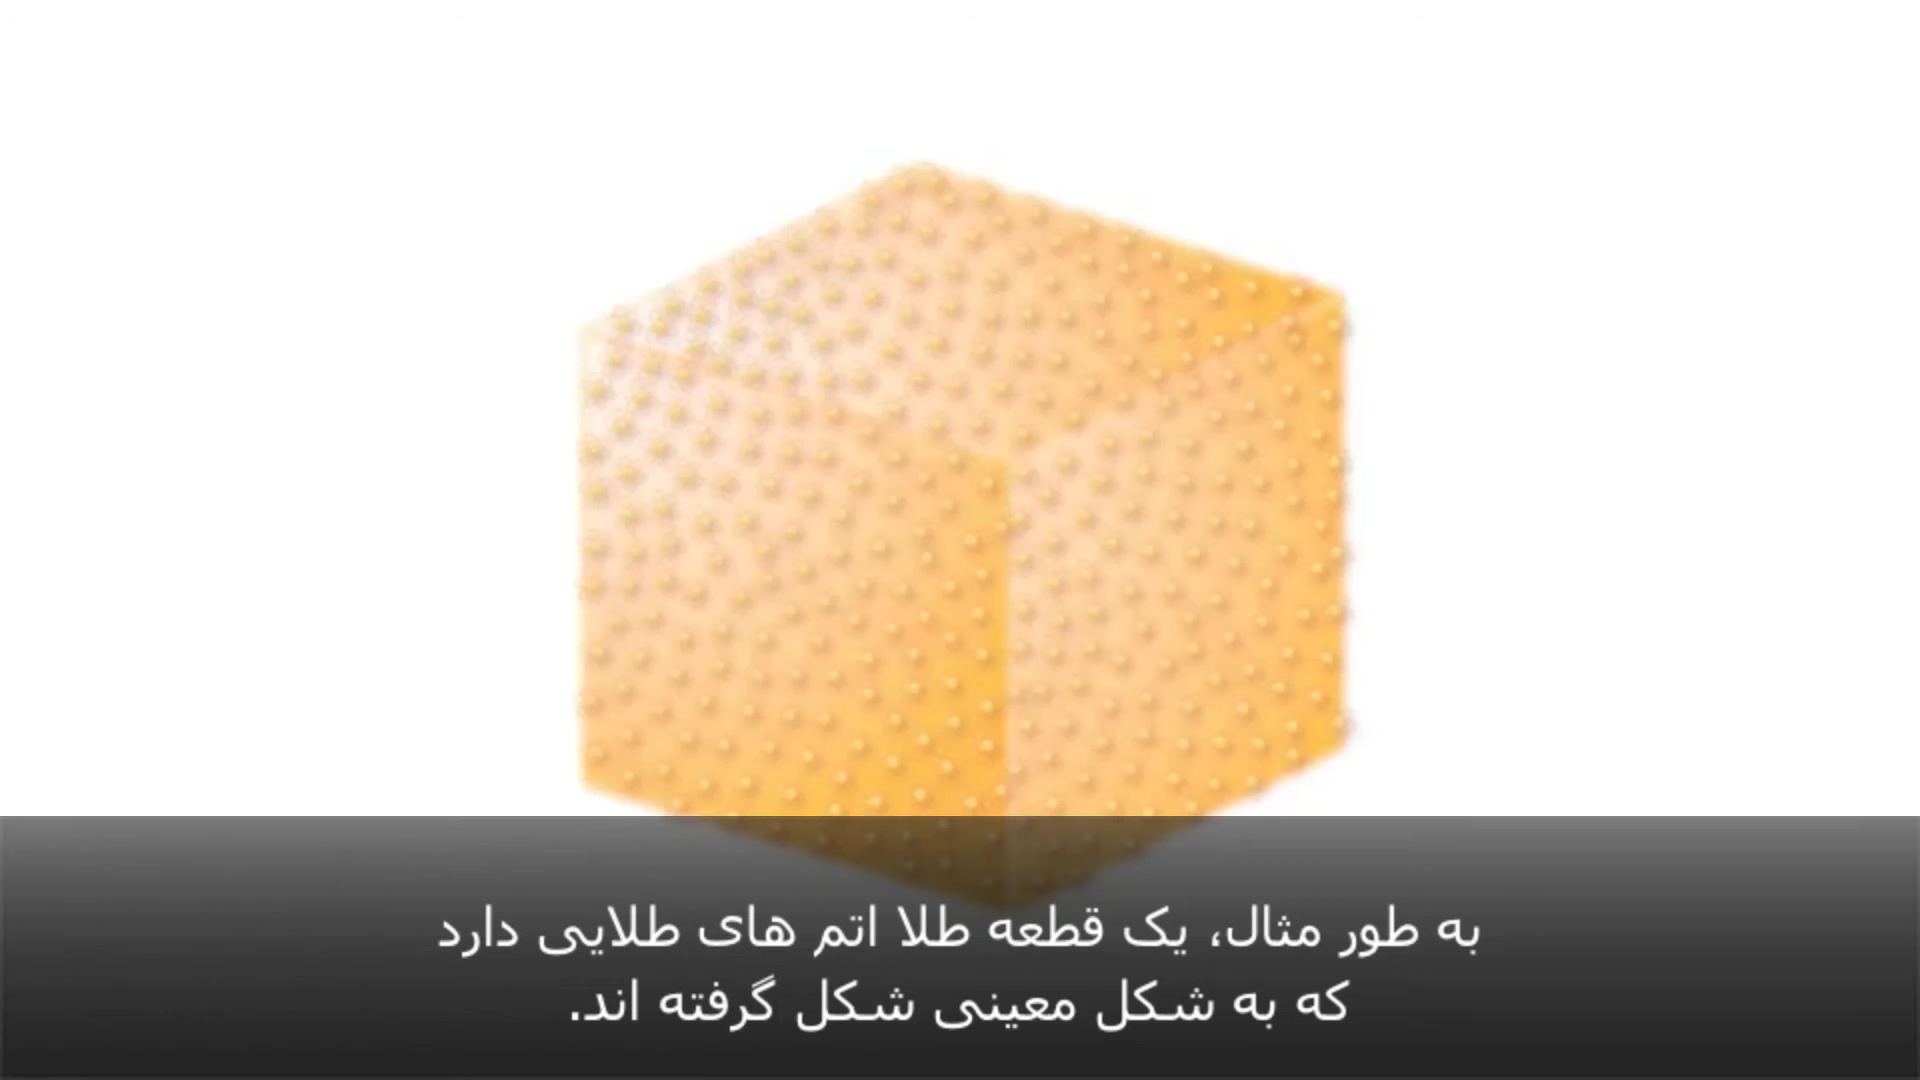 به طور مثال، یک قطعه طلا اتم های طلایی دارد
که به شکل معینی شکل گرفته اند.